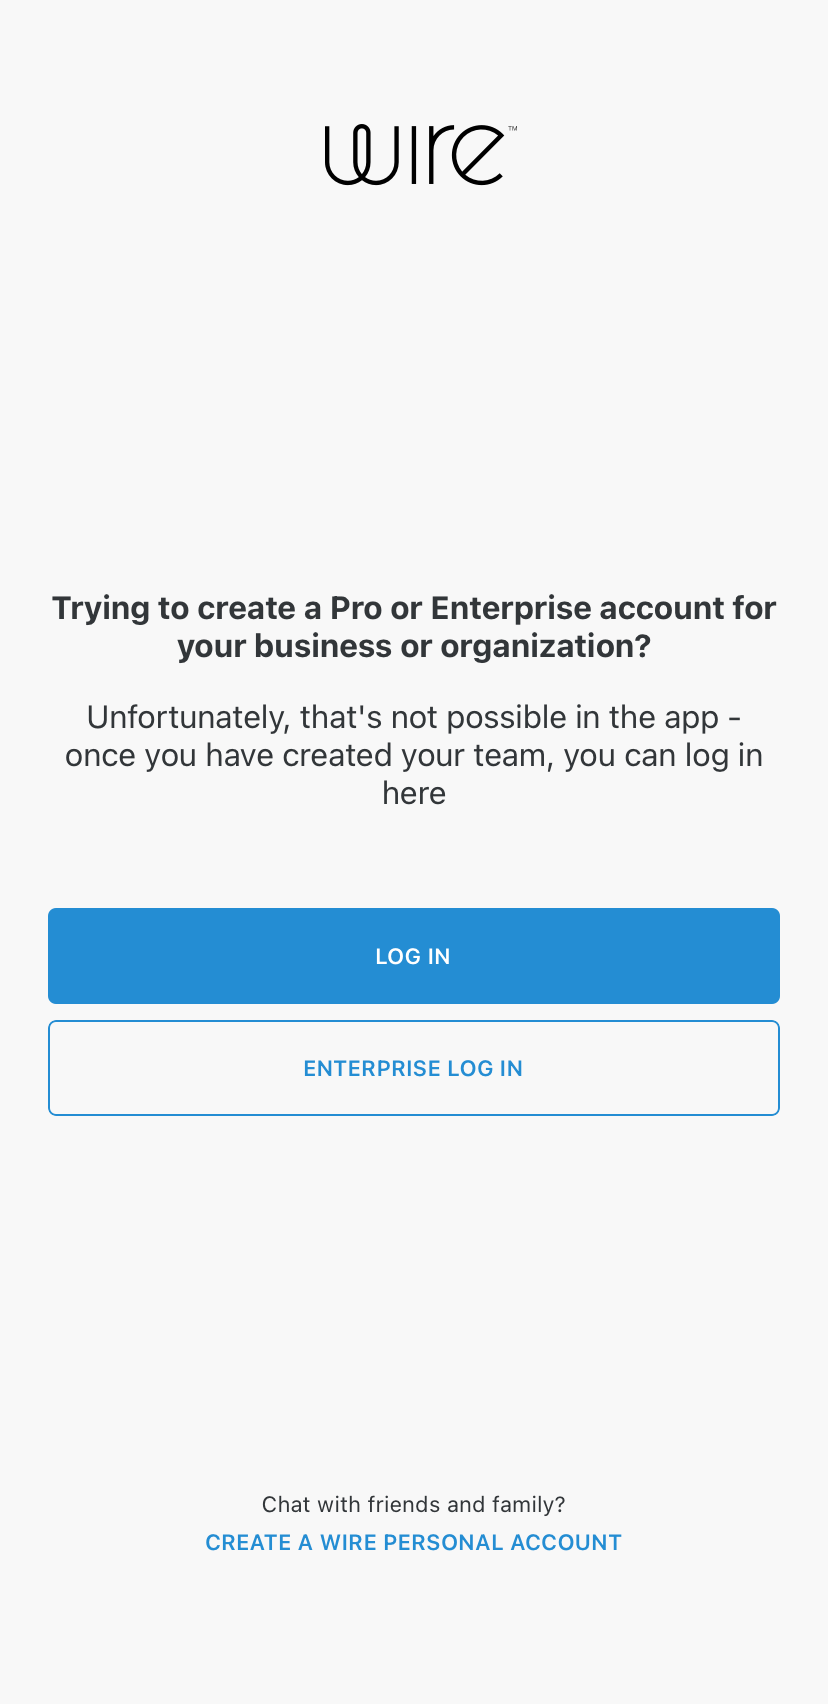 wire™
Trying to create a Pro or Enterprise account for
your business or organization?
Unfortunately, that's not possible in the app -
once you have created your team, you can log in
here
LOG IN
ENTERPRISE LOG IN
Chat with friends and family?
CREATE A WIRE PERSONAL ACCOUNT